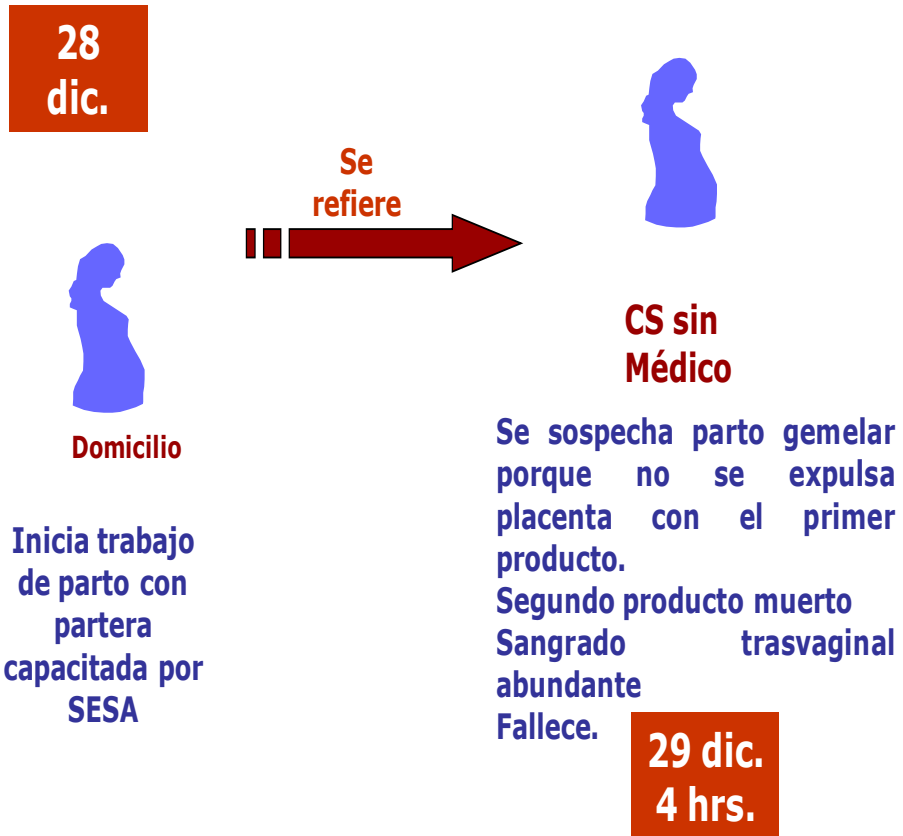 28
dic.
Se
refiere
Domicilio
Inicia trabajo
de parto con
partera
capacitada por
SESA
CS sin
Médico
Se sospecha parto gemelar
porque no se expulsa
placenta con el primer
producto.
Segundo producto muerto
Sangrado trasvaginal
abundante
Fallece.
29 dic.
4 hrs.